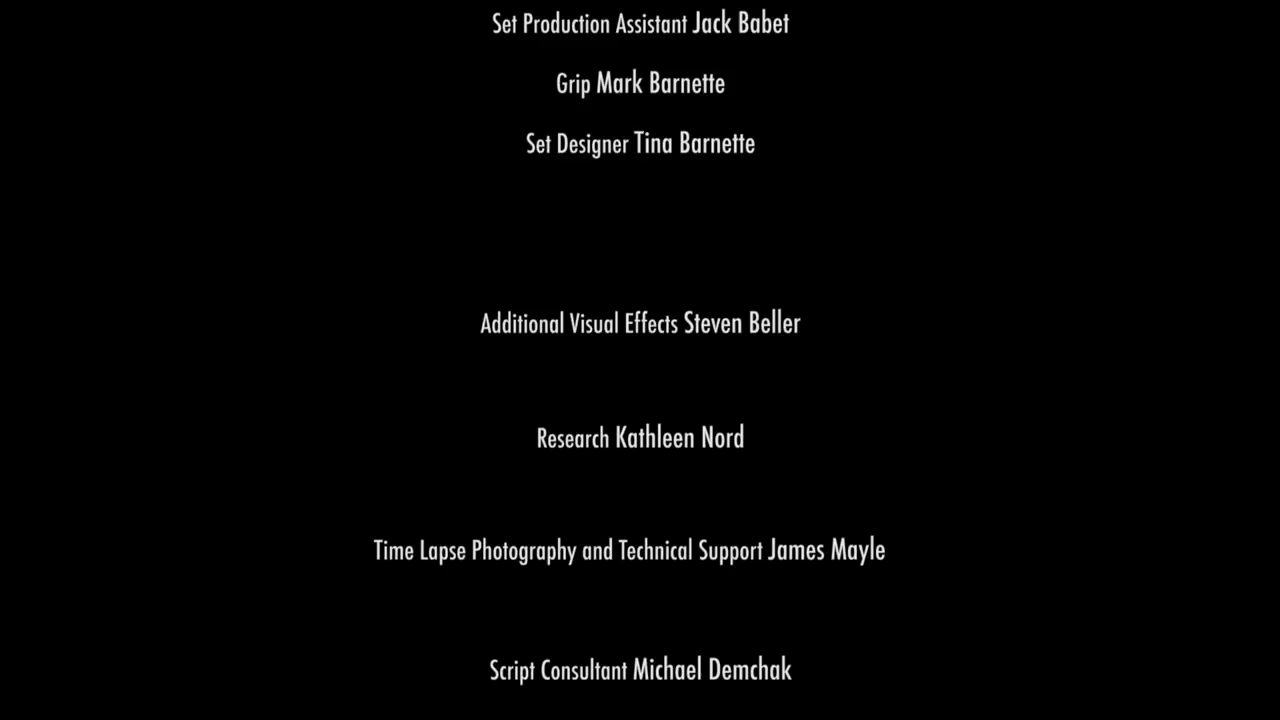 Set Production Assistant Jack Babet
Grip Mark Barnette
Set Designer Tina Barnette
Additional Visual Effects Steven Beller
Research Kathleen Nord
Time Lapse Photography and Technical Support James Mayle
Script Consultant Michael Demchak